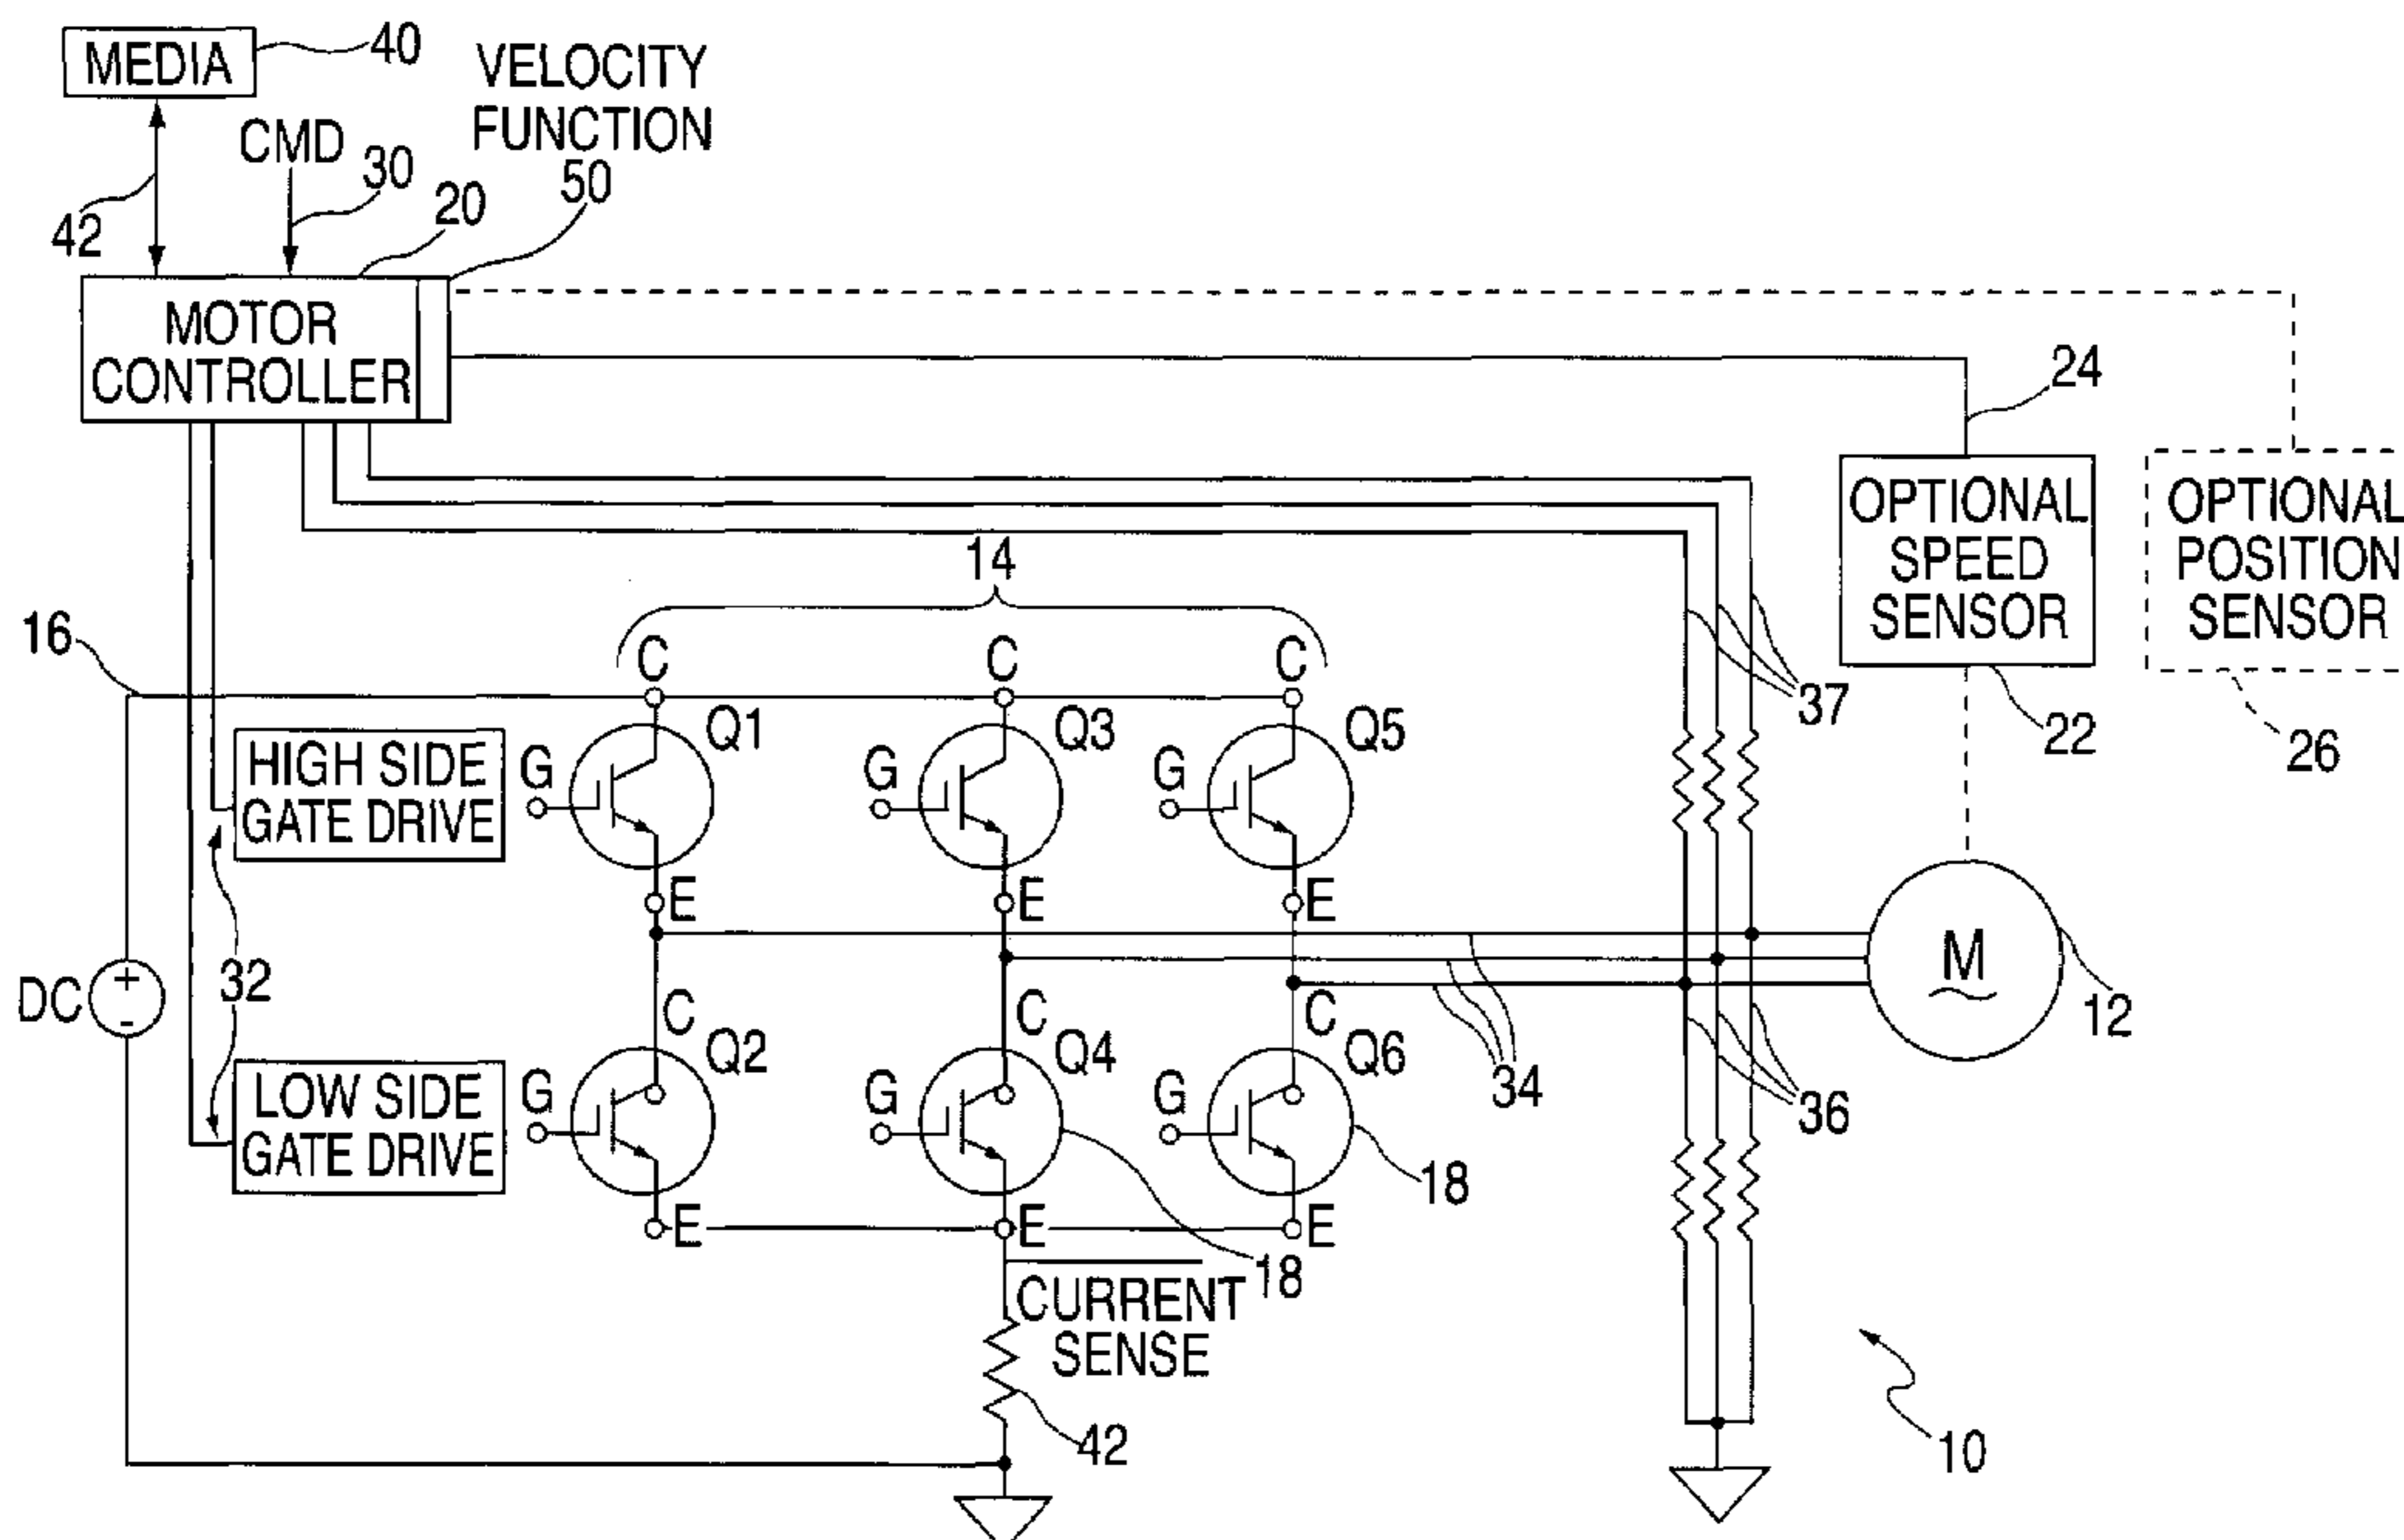 MEDIA
40
VELOCITY
FUNCTION
CMD
30
20
50
42
MOTOR
CONTROLLER
24
OPTIONAL
SPEED
SENSOR
OPTIONAL
POSITION
SENSOR
14
16
C
C
C
37
22
26
HIGH SIDE
GATE DRIVE
G
Q1
G
Q3
G
Q5
E
E
E
DC
+
-
32
M
12
C
C
C
34
36
LOW SIDE
GATE DRIVE
G
Q2
G
Q4
G
Q6
18
E
E
E
18
CURRENT
SENSE
42
10